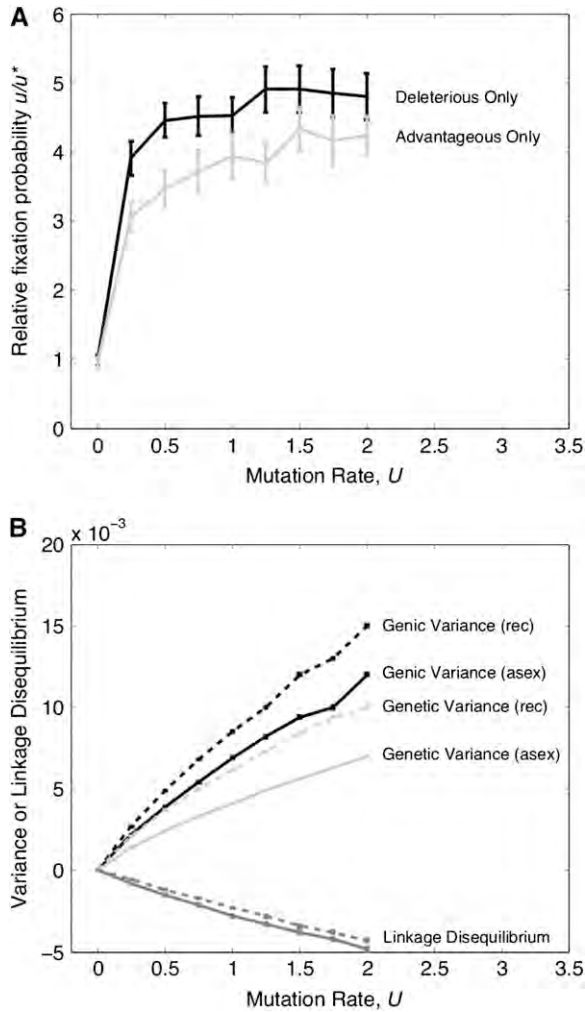 A
6
5
4
3
2
1
0
Relative fixation probability u/u*
Deleterious Only
Advantageous Only
0 0.5 1 1.5 2 2.5 3 3.5
Mutation Rate, U
B
x 10⁻³
20
15
10
5
0
−5
Variance or Linkage Disequilibrium
Genic Variance (rec)
Genic Variance (asex)
Genetic Variance (rec)
Genetic Variance (asex)
Linkage Disequilibrium
0 0.5 1 1.5 2 2.5 3 3.5
Mutation Rate, U